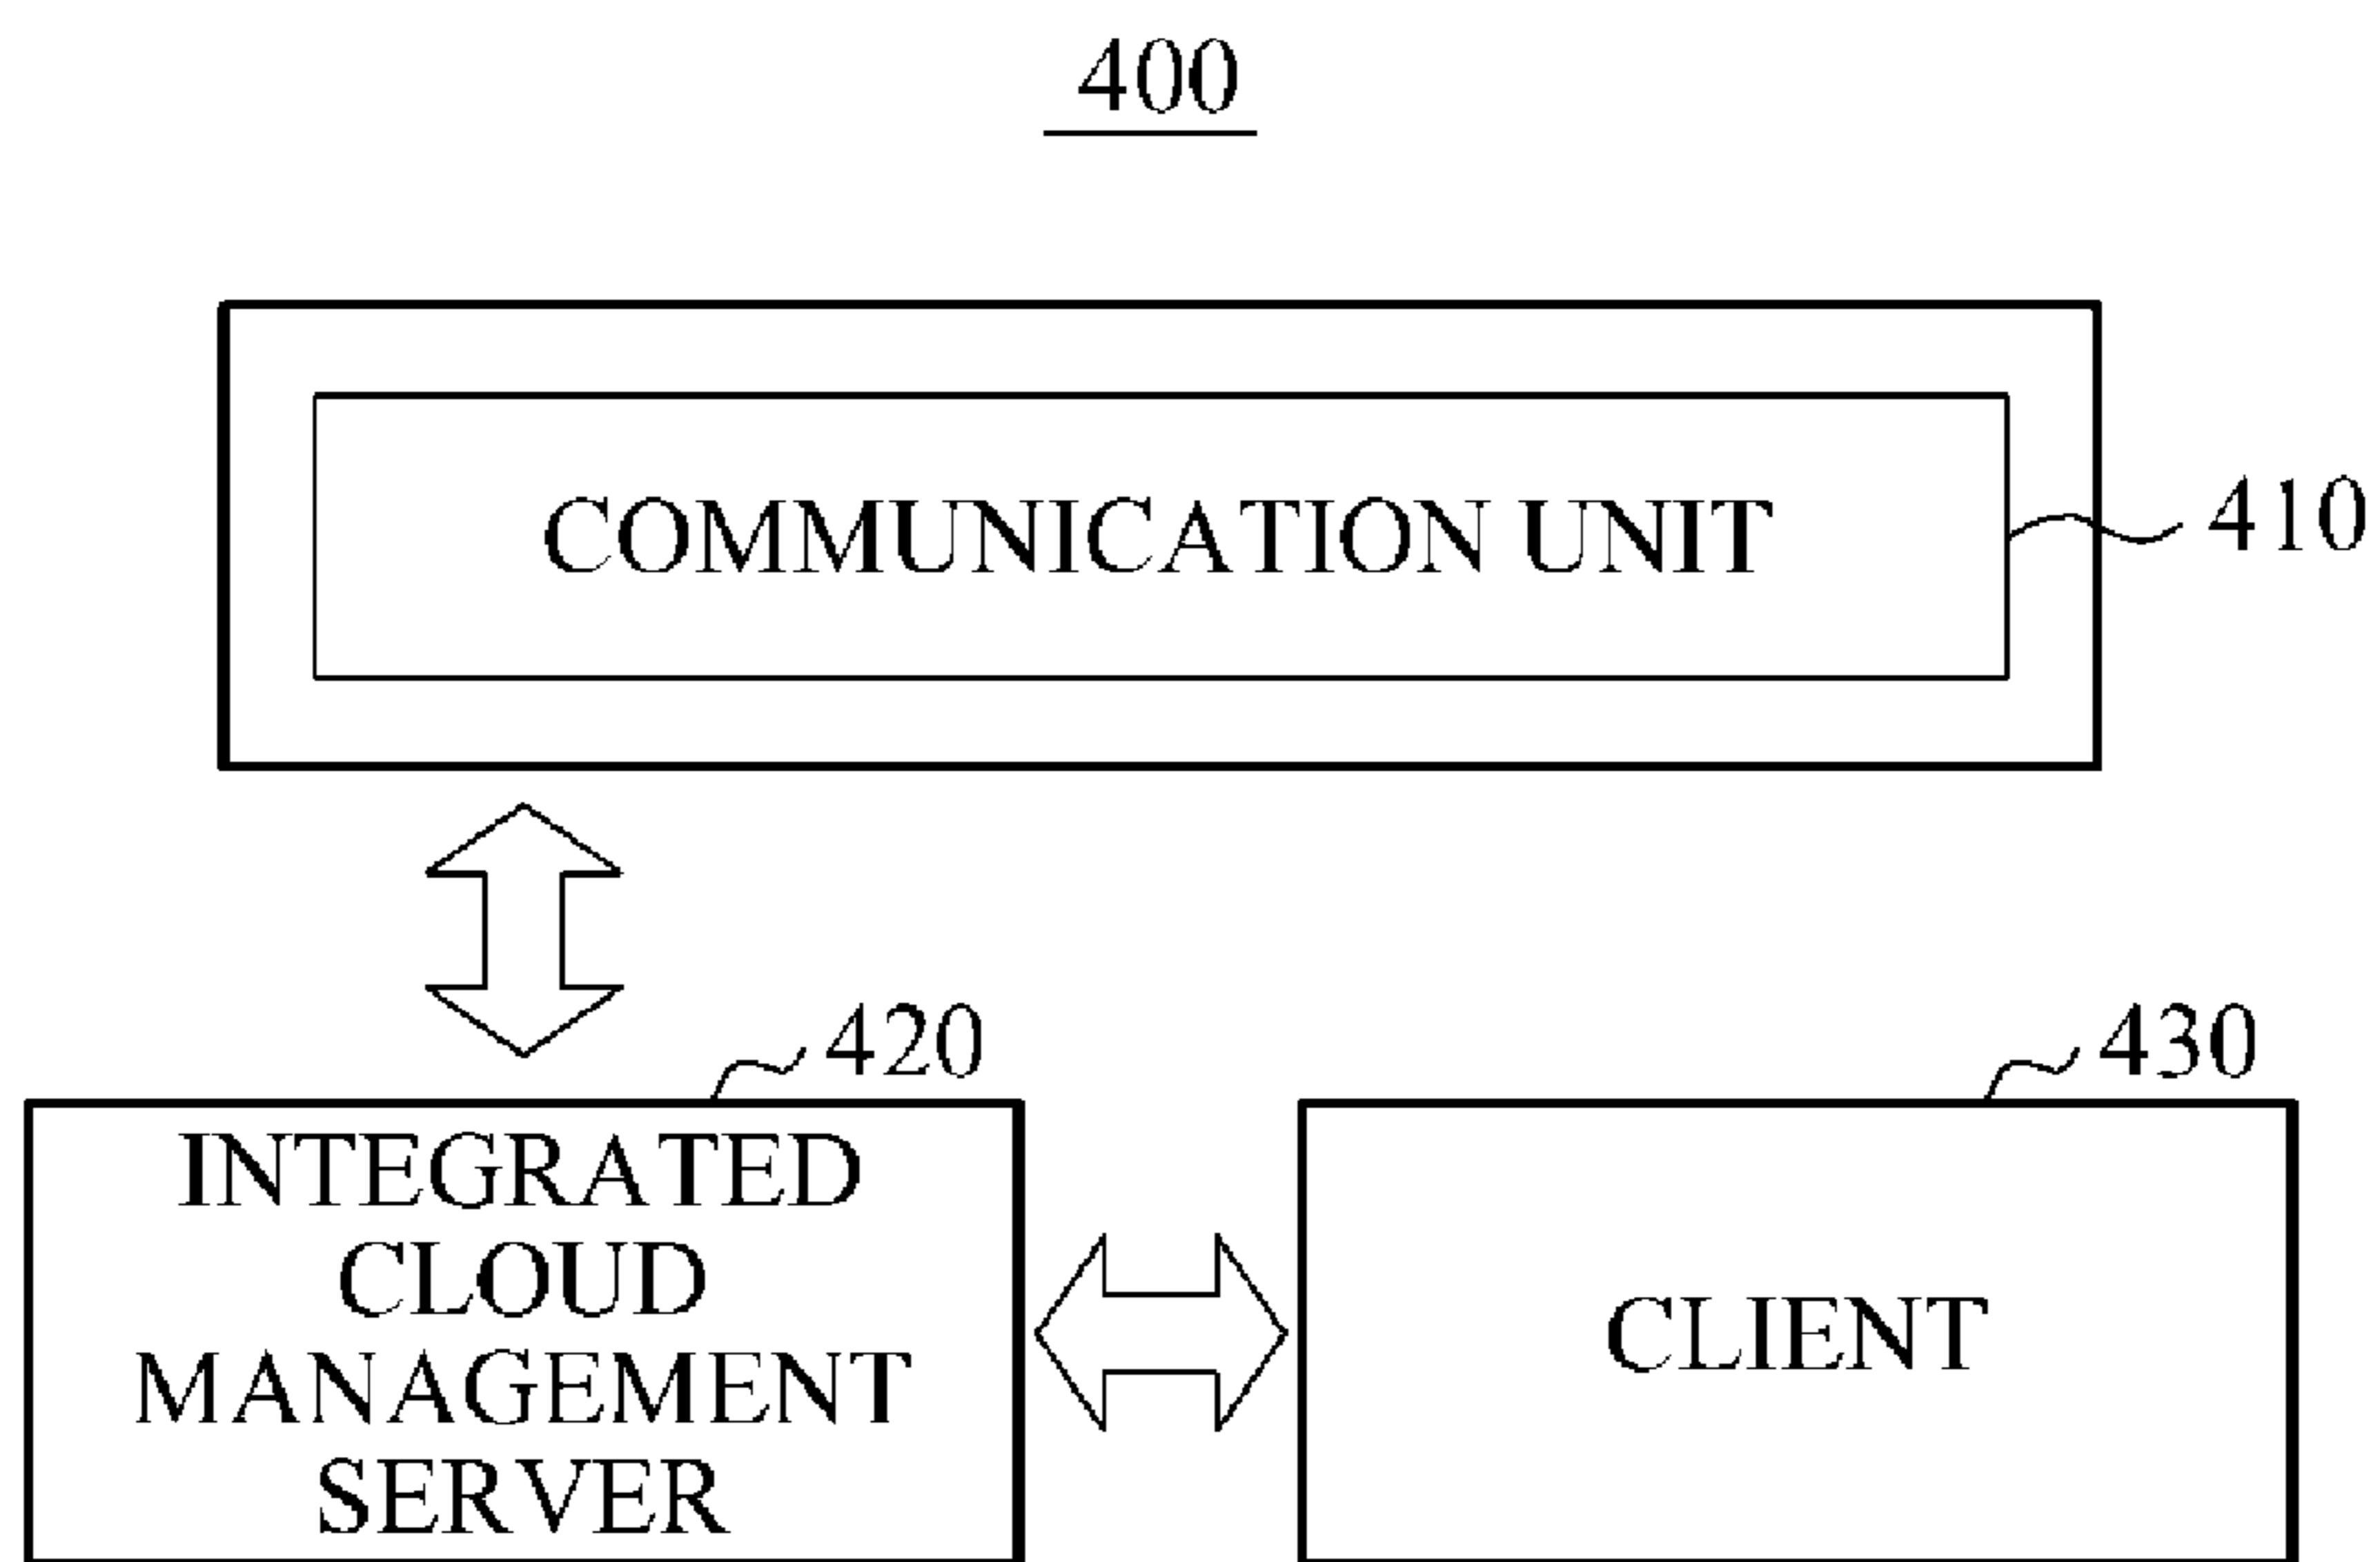 400
COMMUNICATION UNIT
410
420
430
INTEGRATED
CLOUD
MANAGEMENT
SERVER
CLIENT